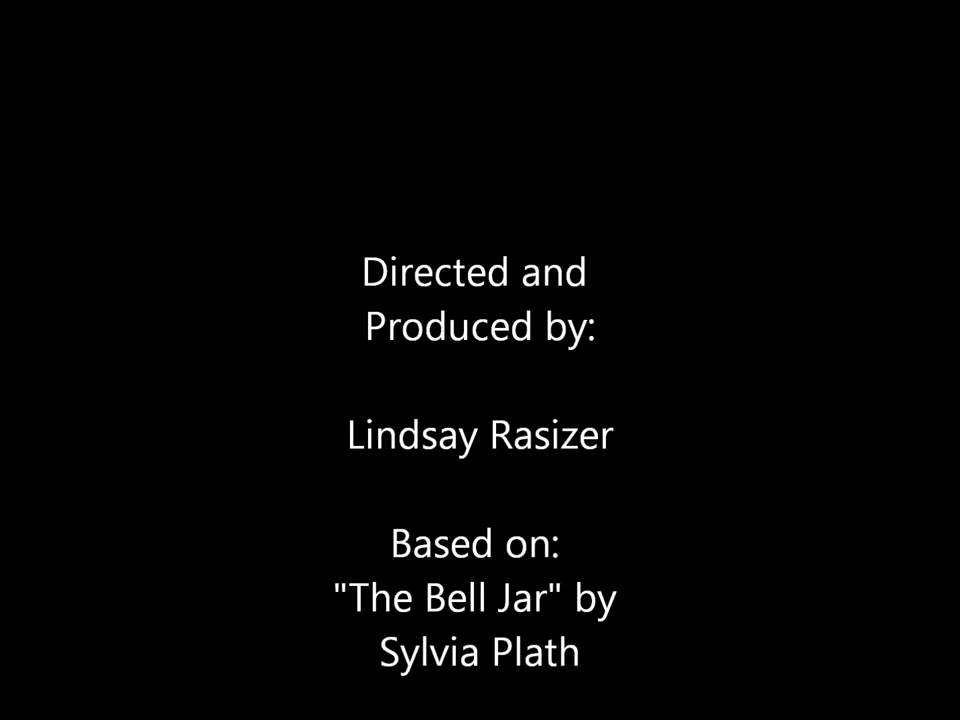 Directed and
Produced by:
Lindsay Rasizer
Based on:
"The Bell Jar" by
Sylvia Plath